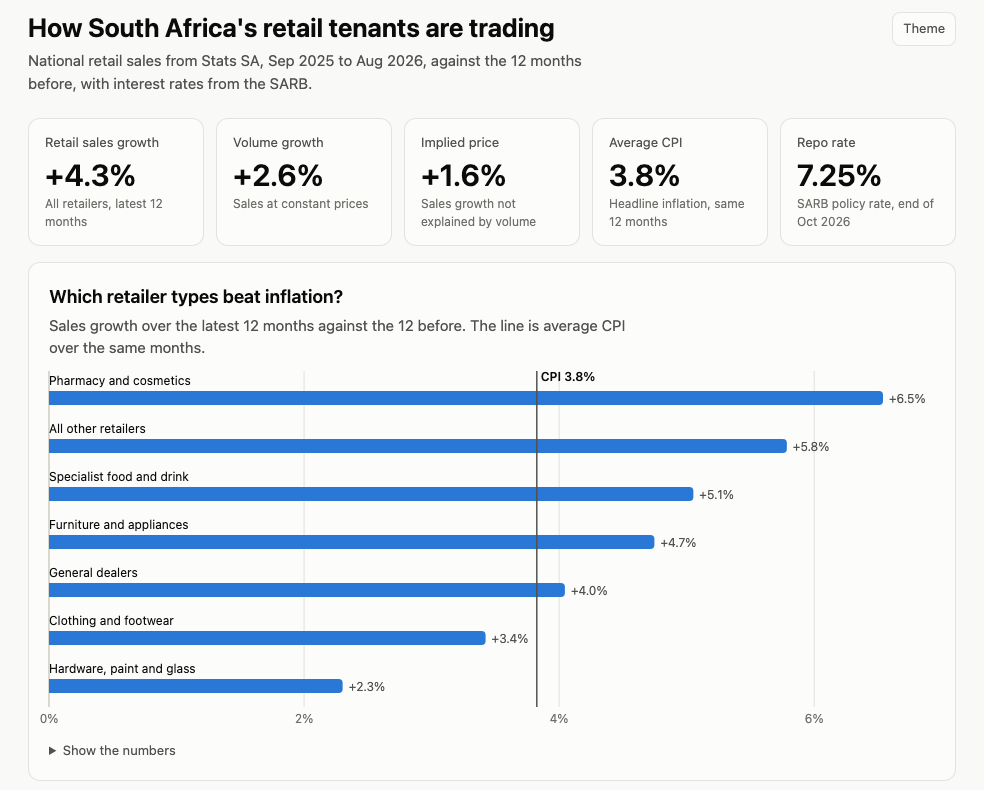 How South Africa's retail tenants are trading
Theme
National retail sales from Stats SA, Sep 2025 to Aug 2026, against the 12 months
before, with interest rates from the SARB.
Retail sales growth
+4.3%
All retailers, latest 12
months
Volume growth
+2.6%
Sales at constant prices
Implied price
+1.6%
Sales growth not
explained by volume
Average CPI
3.8%
Headline inflation, same
12 months
Repo rate
7.25%
SARB policy rate, end of
Oct 2026
Which retailer types beat inflation?
Sales growth over the latest 12 months against the 12 before. The line is average CPI
over the same months.
CPI 3.8%
Pharmacy and cosmetics
+6.5%
All other retailers
+5.8%
Specialist food and drink
+5.1%
Furniture and appliances
+4.7%
General dealers
+4.0%
Clothing and footwear
+3.4%
Hardware, paint and glass
+2.3%
0%
2%
4%
6%
Show the numbers